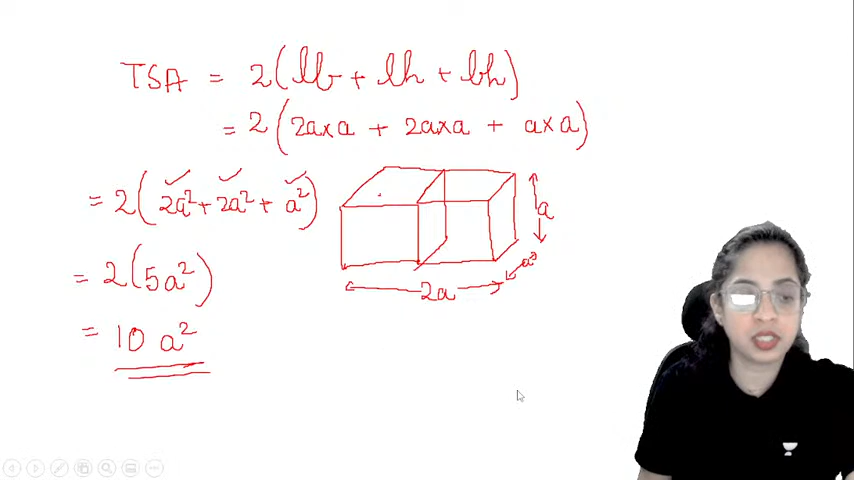 TSA = 2(lb + lh + bh)
= 2(2a×a + 2a×a + a×a)
= 2(2a²+2a²+a²)
= 2(5a²)
= 10 a²
a
a
2a